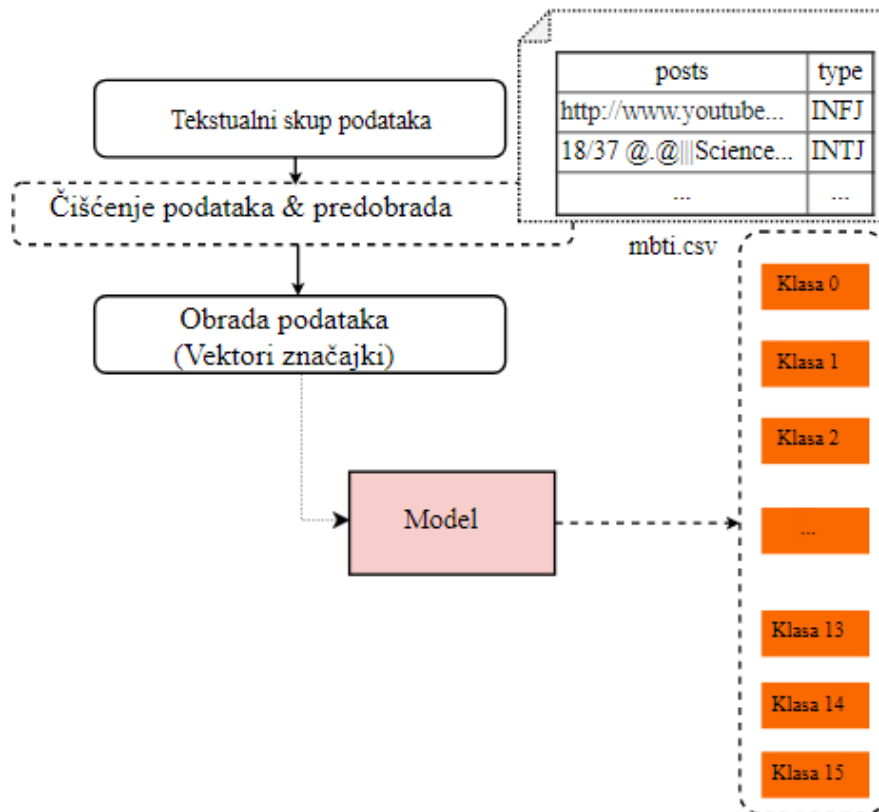 posts type
http://www.youtube... INFJ
18/37 @.@|||Science... INTJ
... ...
mbti.csv
Tekstualni skup podataka
Čišćenje podataka & predobrada
Obrada podataka
(Vektori značajki)
Model
Klasa 0
Klasa 1
Klasa 2
...
Klasa 13
Klasa 14
Klasa 15